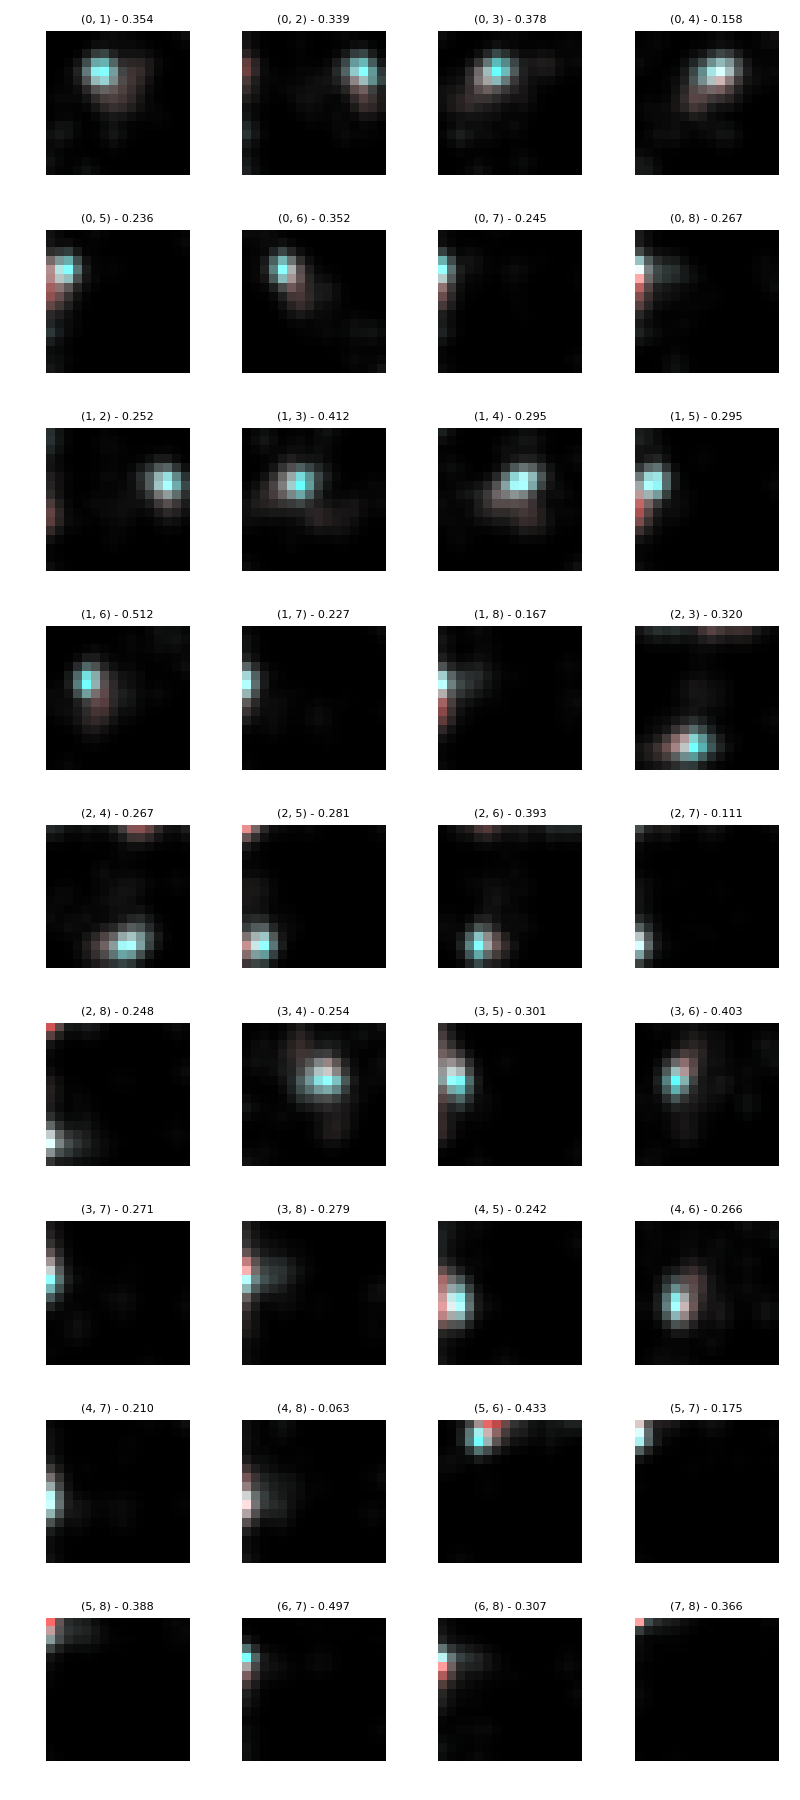 (0, 1) - 0.354 (0, 2) - 0.339 (0, 3) - 0.378 (0, 4) - 0.158
(0, 5) - 0.236 (0, 6) - 0.352 (0, 7) - 0.245 (0, 8) - 0.267
(1, 2) - 0.252 (1, 3) - 0.412 (1, 4) - 0.295 (1, 5) - 0.295
(1, 6) - 0.512 (1, 7) - 0.227 (1, 8) - 0.167 (2, 3) - 0.320
(2, 4) - 0.267 (2, 5) - 0.281 (2, 6) - 0.393 (2, 7) - 0.111
(2, 8) - 0.248 (3, 4) - 0.254 (3, 5) - 0.301 (3, 6) - 0.403
(3, 7) - 0.271 (3, 8) - 0.279 (4, 5) - 0.242 (4, 6) - 0.266
(4, 7) - 0.210 (4, 8) - 0.063 (5, 6) - 0.433 (5, 7) - 0.175
(5, 8) - 0.388 (6, 7) - 0.497 (6, 8) - 0.307 (7, 8) - 0.366